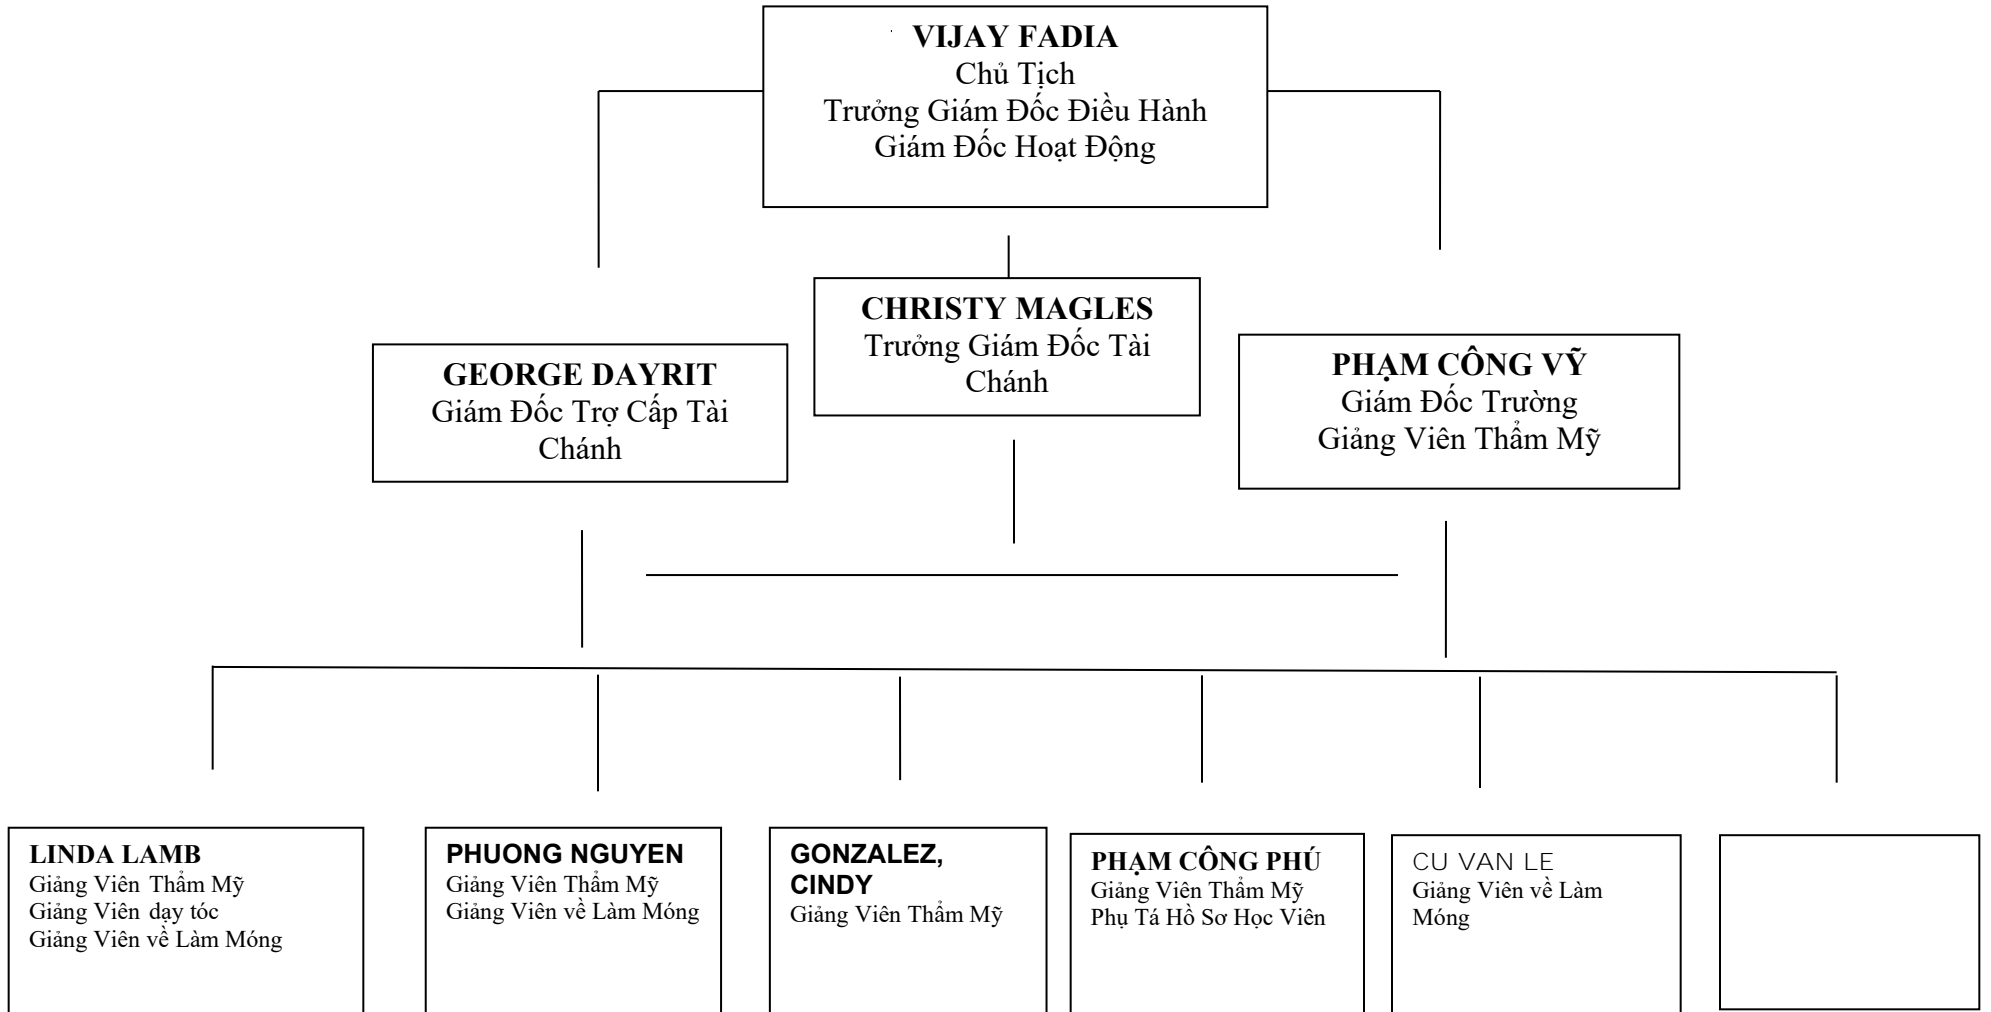 VIJAY FADIA
Chủ Tịch
Trưởng Giám Đốc Điều Hành
Giám Đốc Hoạt Động
CHRISTY MAGLES
Trưởng Giám Đốc Tài
Chánh
GEORGE DAYRIT
Giám Đốc Trợ Cấp Tài
Chánh
PHẠM CÔNG VỸ
Giám Đốc Trường
Giảng Viên Thẩm Mỹ
LINDA LAMB
Giảng Viên Thẩm Mỹ
Giảng Viên dạy tóc
Giảng Viên về Làm Móng
PHUONG NGUYEN
Giảng Viên Thẩm Mỹ
Giảng Viên về Làm Móng
GONZALEZ,
CINDY
Giảng Viên Thẩm Mỹ
PHẠM CÔNG PHÚ
Giảng Viên Thẩm Mỹ
Phụ Tá Hồ Sơ Học Viên
CU VAN LE
Giảng Viên về Làm
Móng